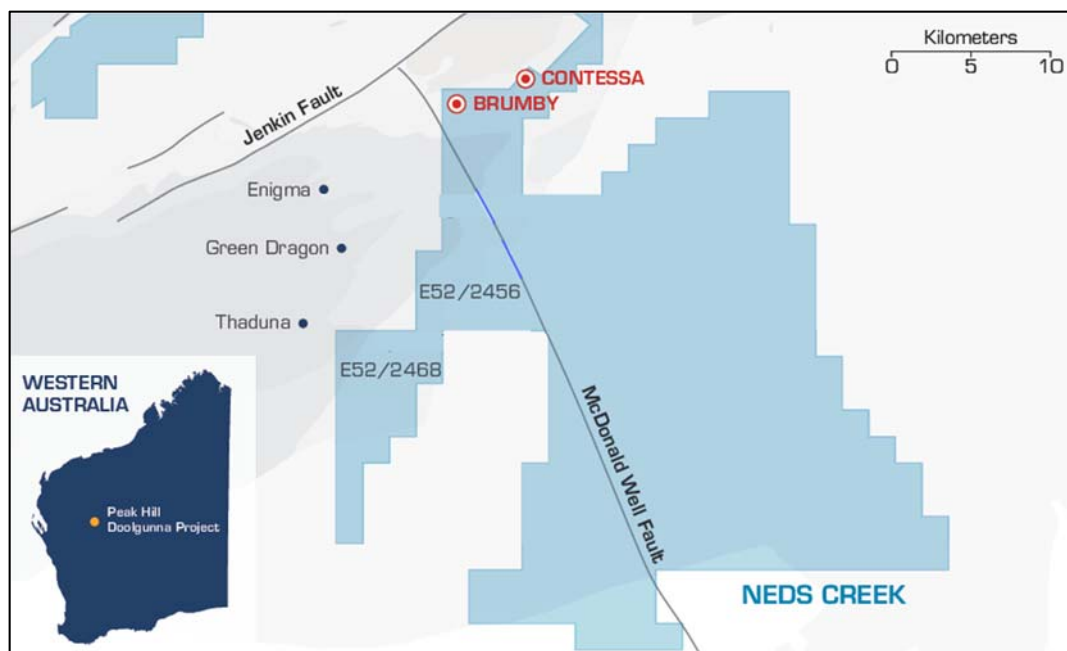 Kilometers
0 5 10
CONTESSA
BRUMBY
Jenkin Fault
Enigma
Green Dragon
E52/2456
Thaduna
E52/2468
McDonald Well Fault
WESTERN
AUSTRALIA
Peak Hill
Doolgunna Project
NEDS CREEK